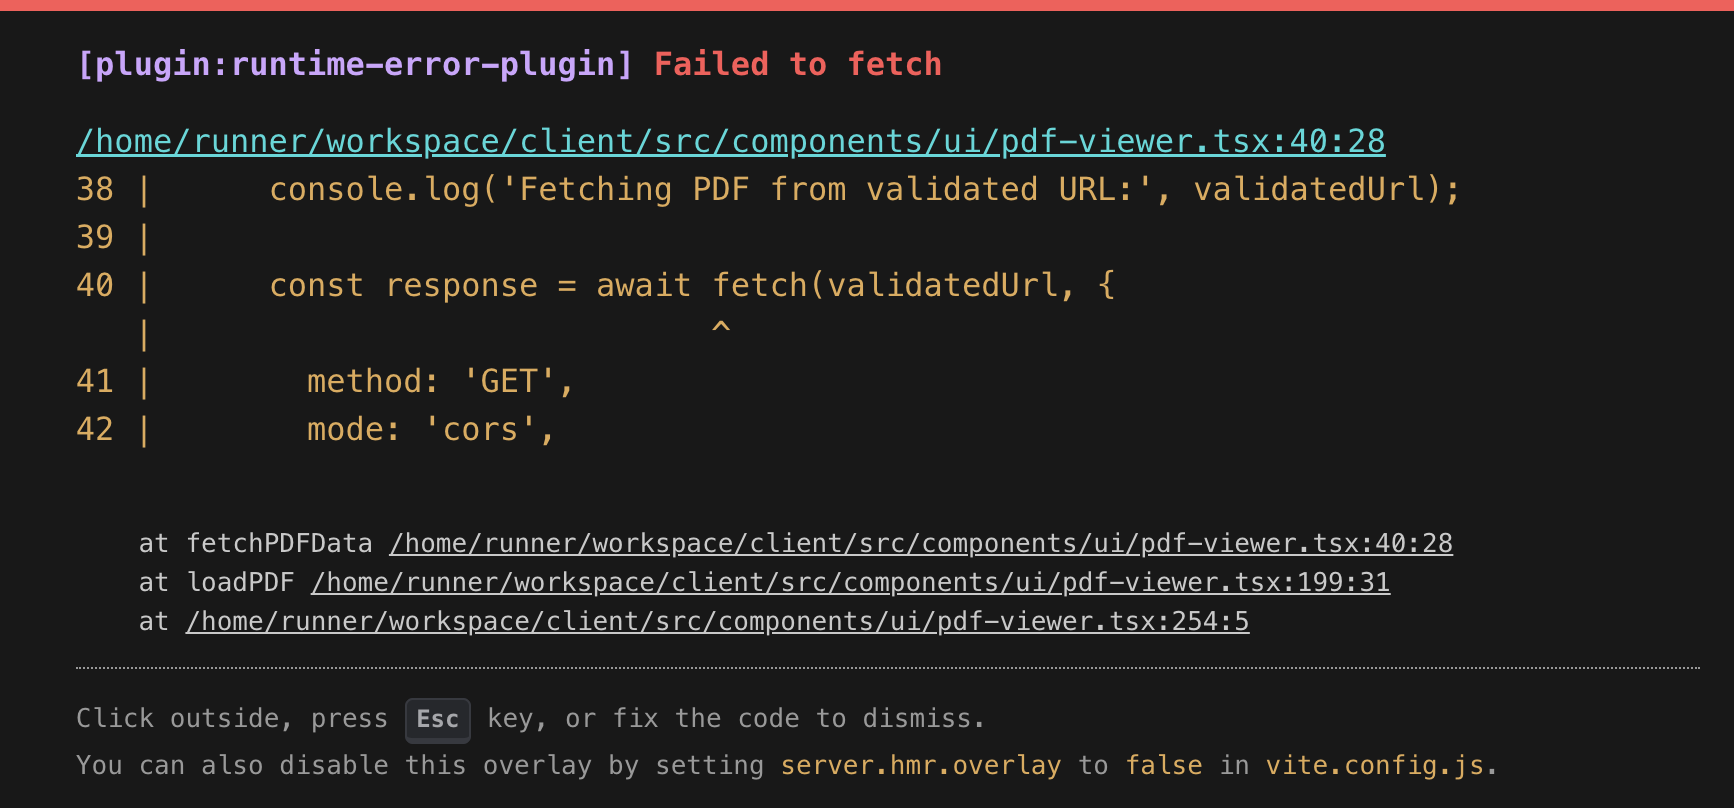 [plugin:runtime-error-plugin] Failed to fetch
/home/runner/workspace/client/src/components/ui/pdf-viewer.tsx:40:28
38 |      console.log('Fetching PDF from validated URL:', validatedUrl);
39 |
40 |      const response = await fetch(validatedUrl, {
   |                             ^
41 |        method: 'GET',
42 |        mode: 'cors',
at fetchPDFData /home/runner/workspace/client/src/components/ui/pdf-viewer.tsx:40:28
at loadPDF /home/runner/workspace/client/src/components/ui/pdf-viewer.tsx:199:31
at /home/runner/workspace/client/src/components/ui/pdf-viewer.tsx:254:5
Click outside, press Esc key, or fix the code to dismiss.
You can also disable this overlay by setting server.hmr.overlay to false in vite.config.js.